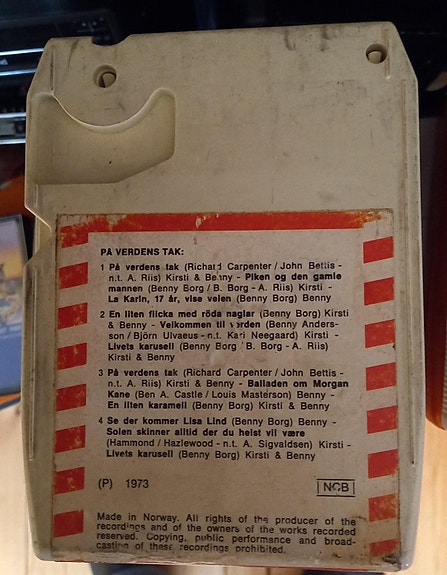 PÅ VERDENS TAK:
1 På verdens tak (Richard Carpenter / John Bettis -
n.t. A. Riis) Kirsti & Benny - Piken og den gamle
mannen (Benny Borg / B. Borg - A. Riis) Kirsti -
La Karin, 17 år, vise veien (Benny Borg) Benny
2 En liten flicka med röda naglar (Benny Borg) Kirsti
& Benny - Velkommen til verden (Benny Anders-
son / Björn Ulvaeus - n.t. Kari Neegaard) Kirsti -
Livets karusell (Benny Borg / B. Borg - A. Riis)
Kirsti & Benny
3 På verdens tak (Richard Carpenter / John Bettis -
n.t. A. Riis) Kirsti & Benny - Balladen om Morgan
Kane (Ben A. Castle / Louis Masterson) Benny -
En liten karamell (Benny Borg) Kirsti & Benny
4 Se der kommer Lisa Lind (Benny Borg) Benny -
Solen skinner alltid der du helst vil være
(Hammond / Hazlewood - n.t. A. Sigvaldsen) Kirsti -
Livets karusell (Benny Borg) Kirsti & Benny
(P) 1973
NCB
Made in Norway. All rights of the producer of the
recordings and of the owners of the works recorded
reserved. Copying, public performance and broad-
casting of these recordings prohibited.